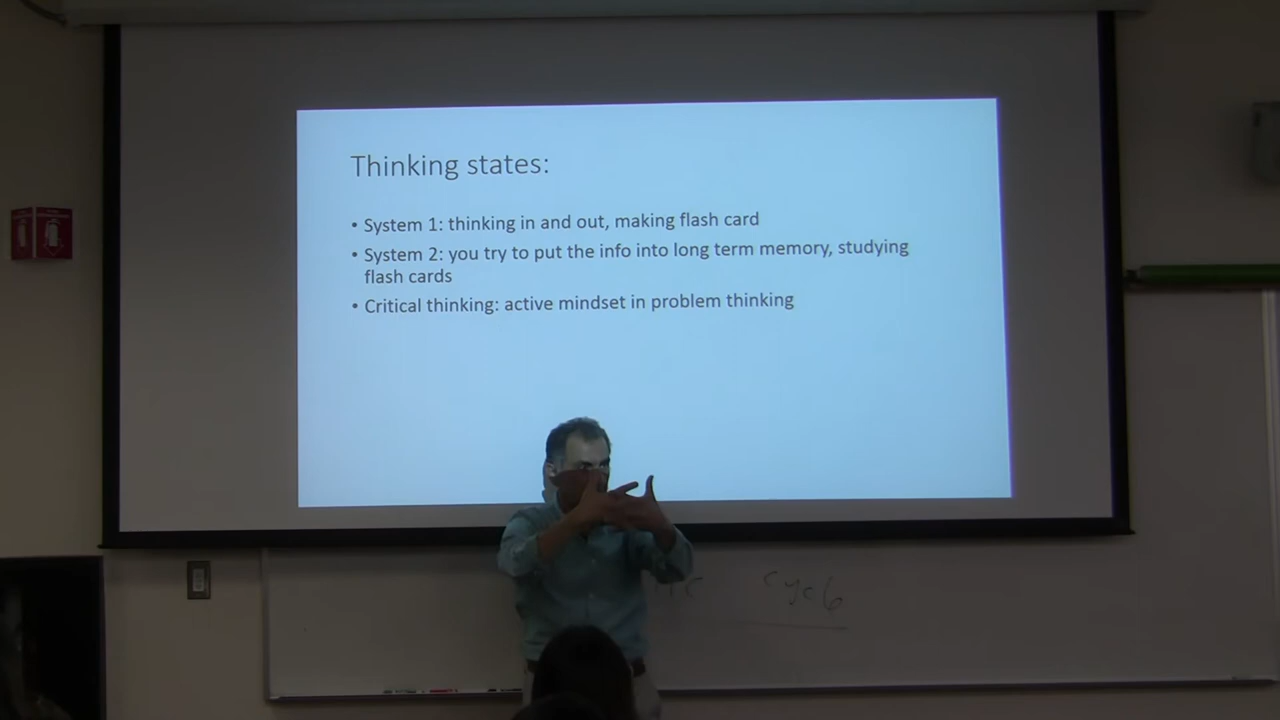 Thinking states:
• System 1: thinking in and out, making flash card
• System 2: you try to put the info into long term memory, studying
flash cards
• Critical thinking: active mindset in problem thinking